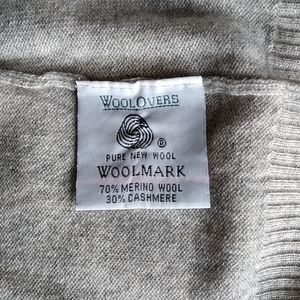 WOOLOVERS
®
PURE NEW WOOL
WOOLMARK
70% MERINO WOOL
30% CASHMERE